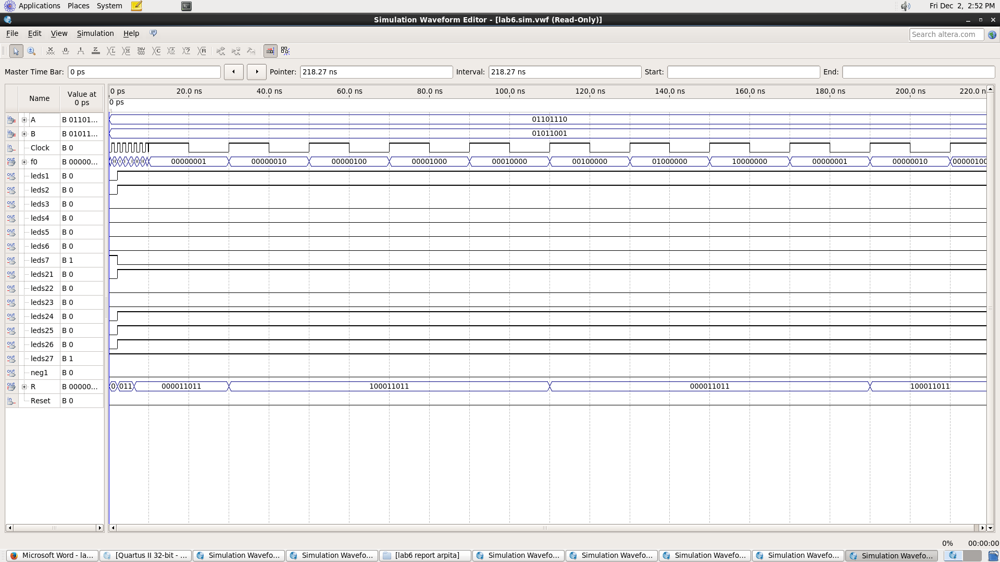 Applications Places System Fri Dec 2, 2:52 PM
Simulation Waveform Editor - [lab6.sim.vwf (Read-Only)]
File Edit View Simulation Help Search altera.com
Master Time Bar: 0 ps Pointer: 218.27 ns Interval: 218.27 ns Start: End:
Name Value at 0 ps 0 ps 20.0 ns 40.0 ns 60.0 ns 80.0 ns 100.0 ns 120.0 ns 140.0 ns 160.0 ns 180.0 ns 200.0 ns 220.0 n
0 ps
A B 01101... 01101110
B B 01011... 01011001
Clock B 0
f0 B 00000... 00000001 00000010 00000100 00001000 00010000 00100000 01000000 10000000 00000001 00000010 00000100
leds1 B 0
leds2 B 0
leds3 B 0
leds4 B 0
leds5 B 0
leds6 B 0
leds7 B 1
leds21 B 0
leds22 B 0
leds23 B 0
leds24 B 0
leds25 B 0
leds26 B 0
leds27 B 1
neg1 B 0
R B 00000... 0 011 000011011 100011011 000011011 100011011
Reset B 0
0% 00:00:00
Microsoft Word - la... [Quartus II 32-bit - ... Simulation Wavefo... Simulation Wavefo... [lab6 report arpita] Simulation Wavefo... Simulation Wavefo... Simulation Wavefo... Simulation Wavefo... Simulation Wavefo...